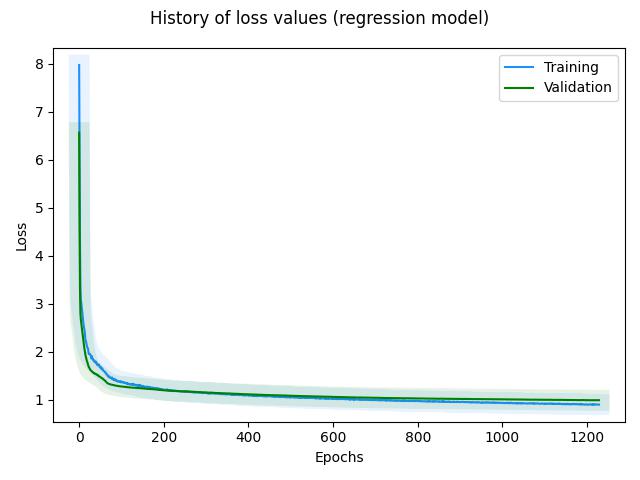 History of loss values (regression model)
Training
Validation
8
7
6
5
4
3
2
1
Loss
0 200 400 600 800 1000 1200
Epochs